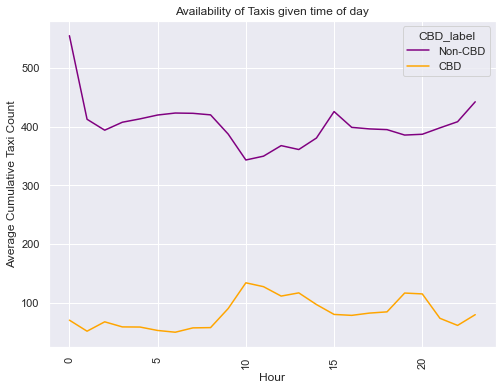 Availability of Taxis given time of day
CBD_label
Non-CBD
CBD
Average Cumulative Taxi Count
500
400
300
200
100
0
5
10
15
20
Hour